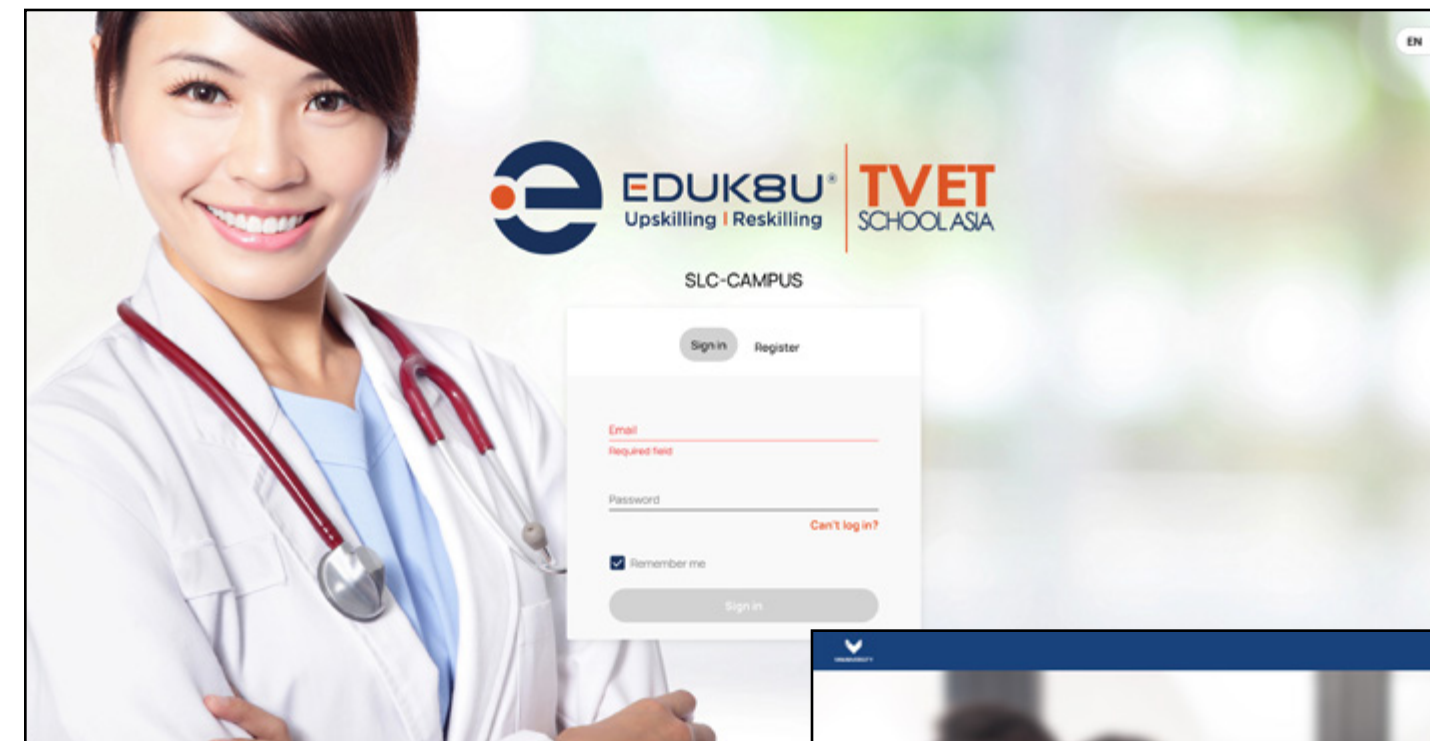 EN
EDUK8U®
Upskilling | Reskilling
TVET
SCHOOL ASIA
SLC-CAMPUS
Sign in Register
Email
Required field
Password
Can't log in?
Remember me
Sign in